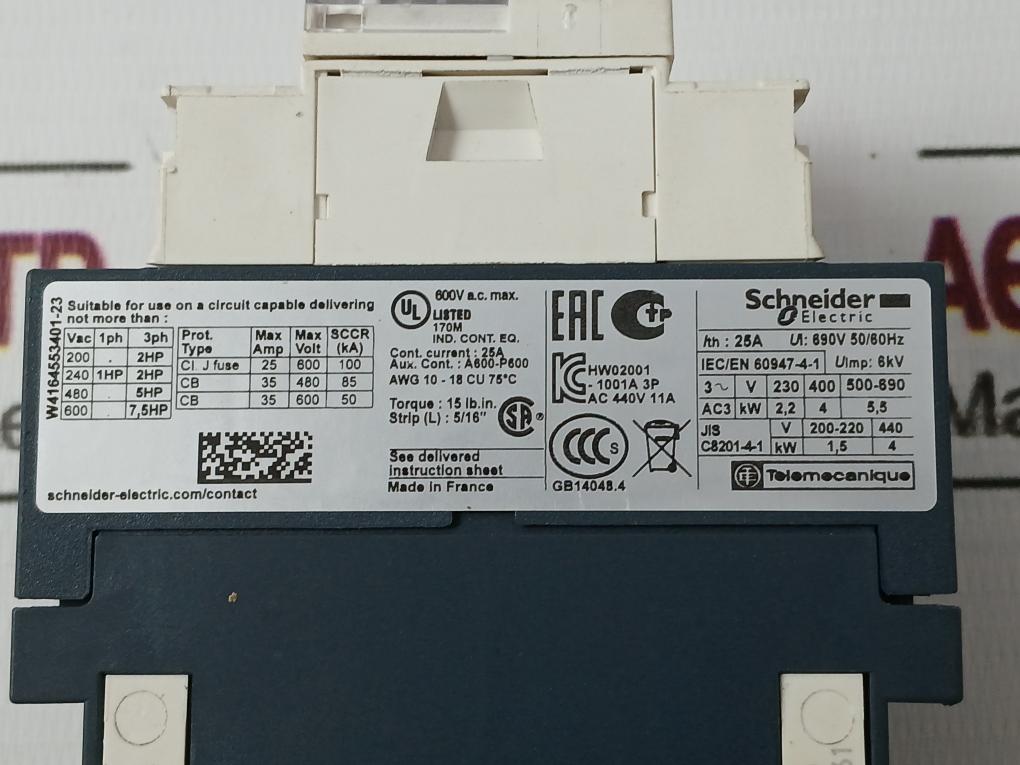 W4164553401-23
Suitable for use on a circuit capable delivering
not more than :
Vac 1ph 3ph
200 . 2HP
240 1HP 2HP
480 . 5HP
600 . 7,5HP
Prot. Type Max Amp Max Volt SCCR (kA)
Cl. J fuse 25 600 100
CB 35 480 85
CB 35 600 50
schneider-electric.com/contact
UL
600V a.c. max.
LISTED
170M
IND. CONT. EQ.
Cont. current : 25A
Aux. Cont. : A600-P600
AWG 10 - 18 CU 75°C
Torque : 15 lb.in.
Strip (L) : 5/16"
SA ®
See delivered
instruction sheet
Made in France
EAC
C tp
KC
HW02001
- 1001A 3P
AC 440V 11A
CCC S
GB14048.4
Schneider
Electric
Ith : 25A Ui: 690V 50/60Hz
IEC/EN 60947-4-1 Uimp: 6kV
3~ V 230 400 500-690
AC3 kW 2,2 4 5,5
JIS V 200-220 440
C8201-4-1 kW 1,5 4
Telemecanique